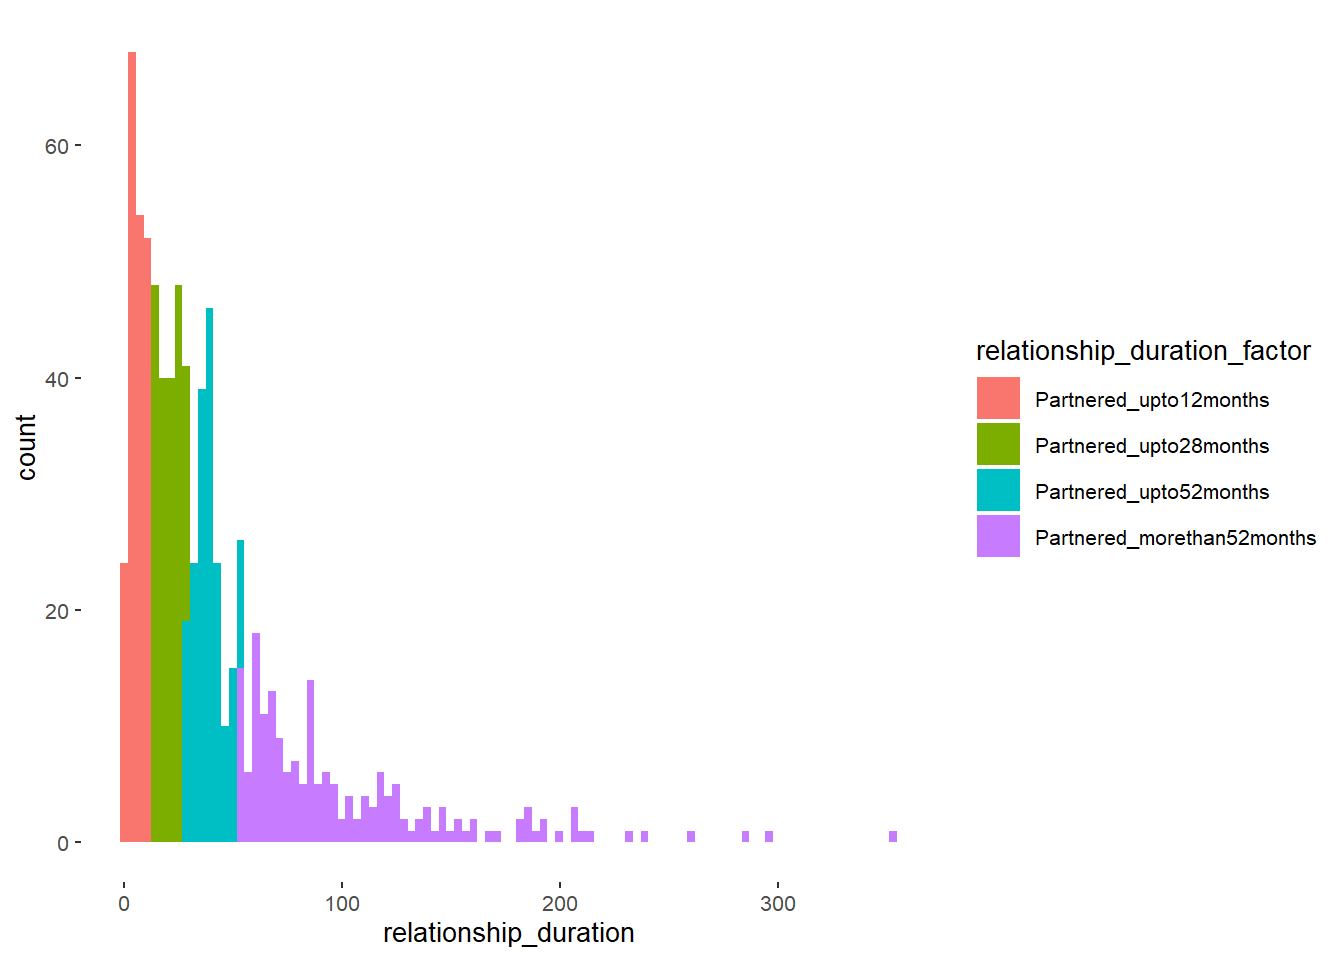 60
40
20
0
count
0 100 200 300
relationship_duration
relationship_duration_factor
Partnered_upto12months
Partnered_upto28months
Partnered_upto52months
Partnered_morethan52months